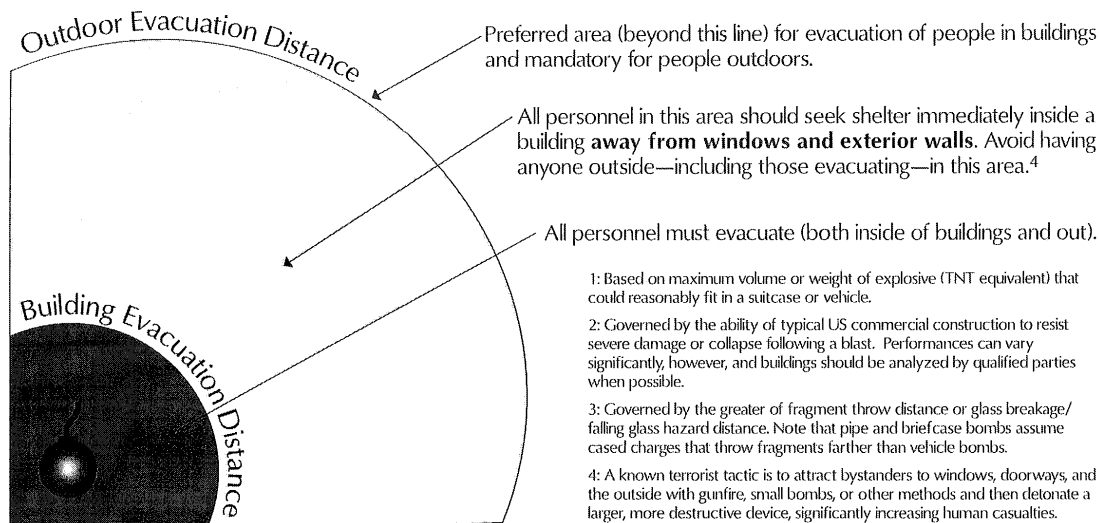 Outdoor Evacuation Distance
Preferred area (beyond this line) for evacuation of people in buildings
and mandatory for people outdoors.
All personnel in this area should seek shelter immediately inside a
building away from windows and exterior walls. Avoid having
anyone outside—including those evacuating—in this area.4
All personnel must evacuate (both inside of buildings and out).
Building Evacuation Distance
1: Based on maximum volume or weight of explosive (TNT equivalent) that
could reasonably fit in a suitcase or vehicle.
2: Governed by the ability of typical US commercial construction to resist
severe damage or collapse following a blast. Performances can vary
significantly, however, and buildings should be analyzed by qualified parties
when possible.
3: Governed by the greater of fragment throw distance or glass breakage/
falling glass hazard distance. Note that pipe and briefcase bombs assume
cased charges that throw fragments farther than vehicle bombs.
4: A known terrorist tactic is to attract bystanders to windows, doorways, and
the outside with gunfire, small bombs, or other methods and then detonate a
larger, more destructive device, significantly increasing human casualties.